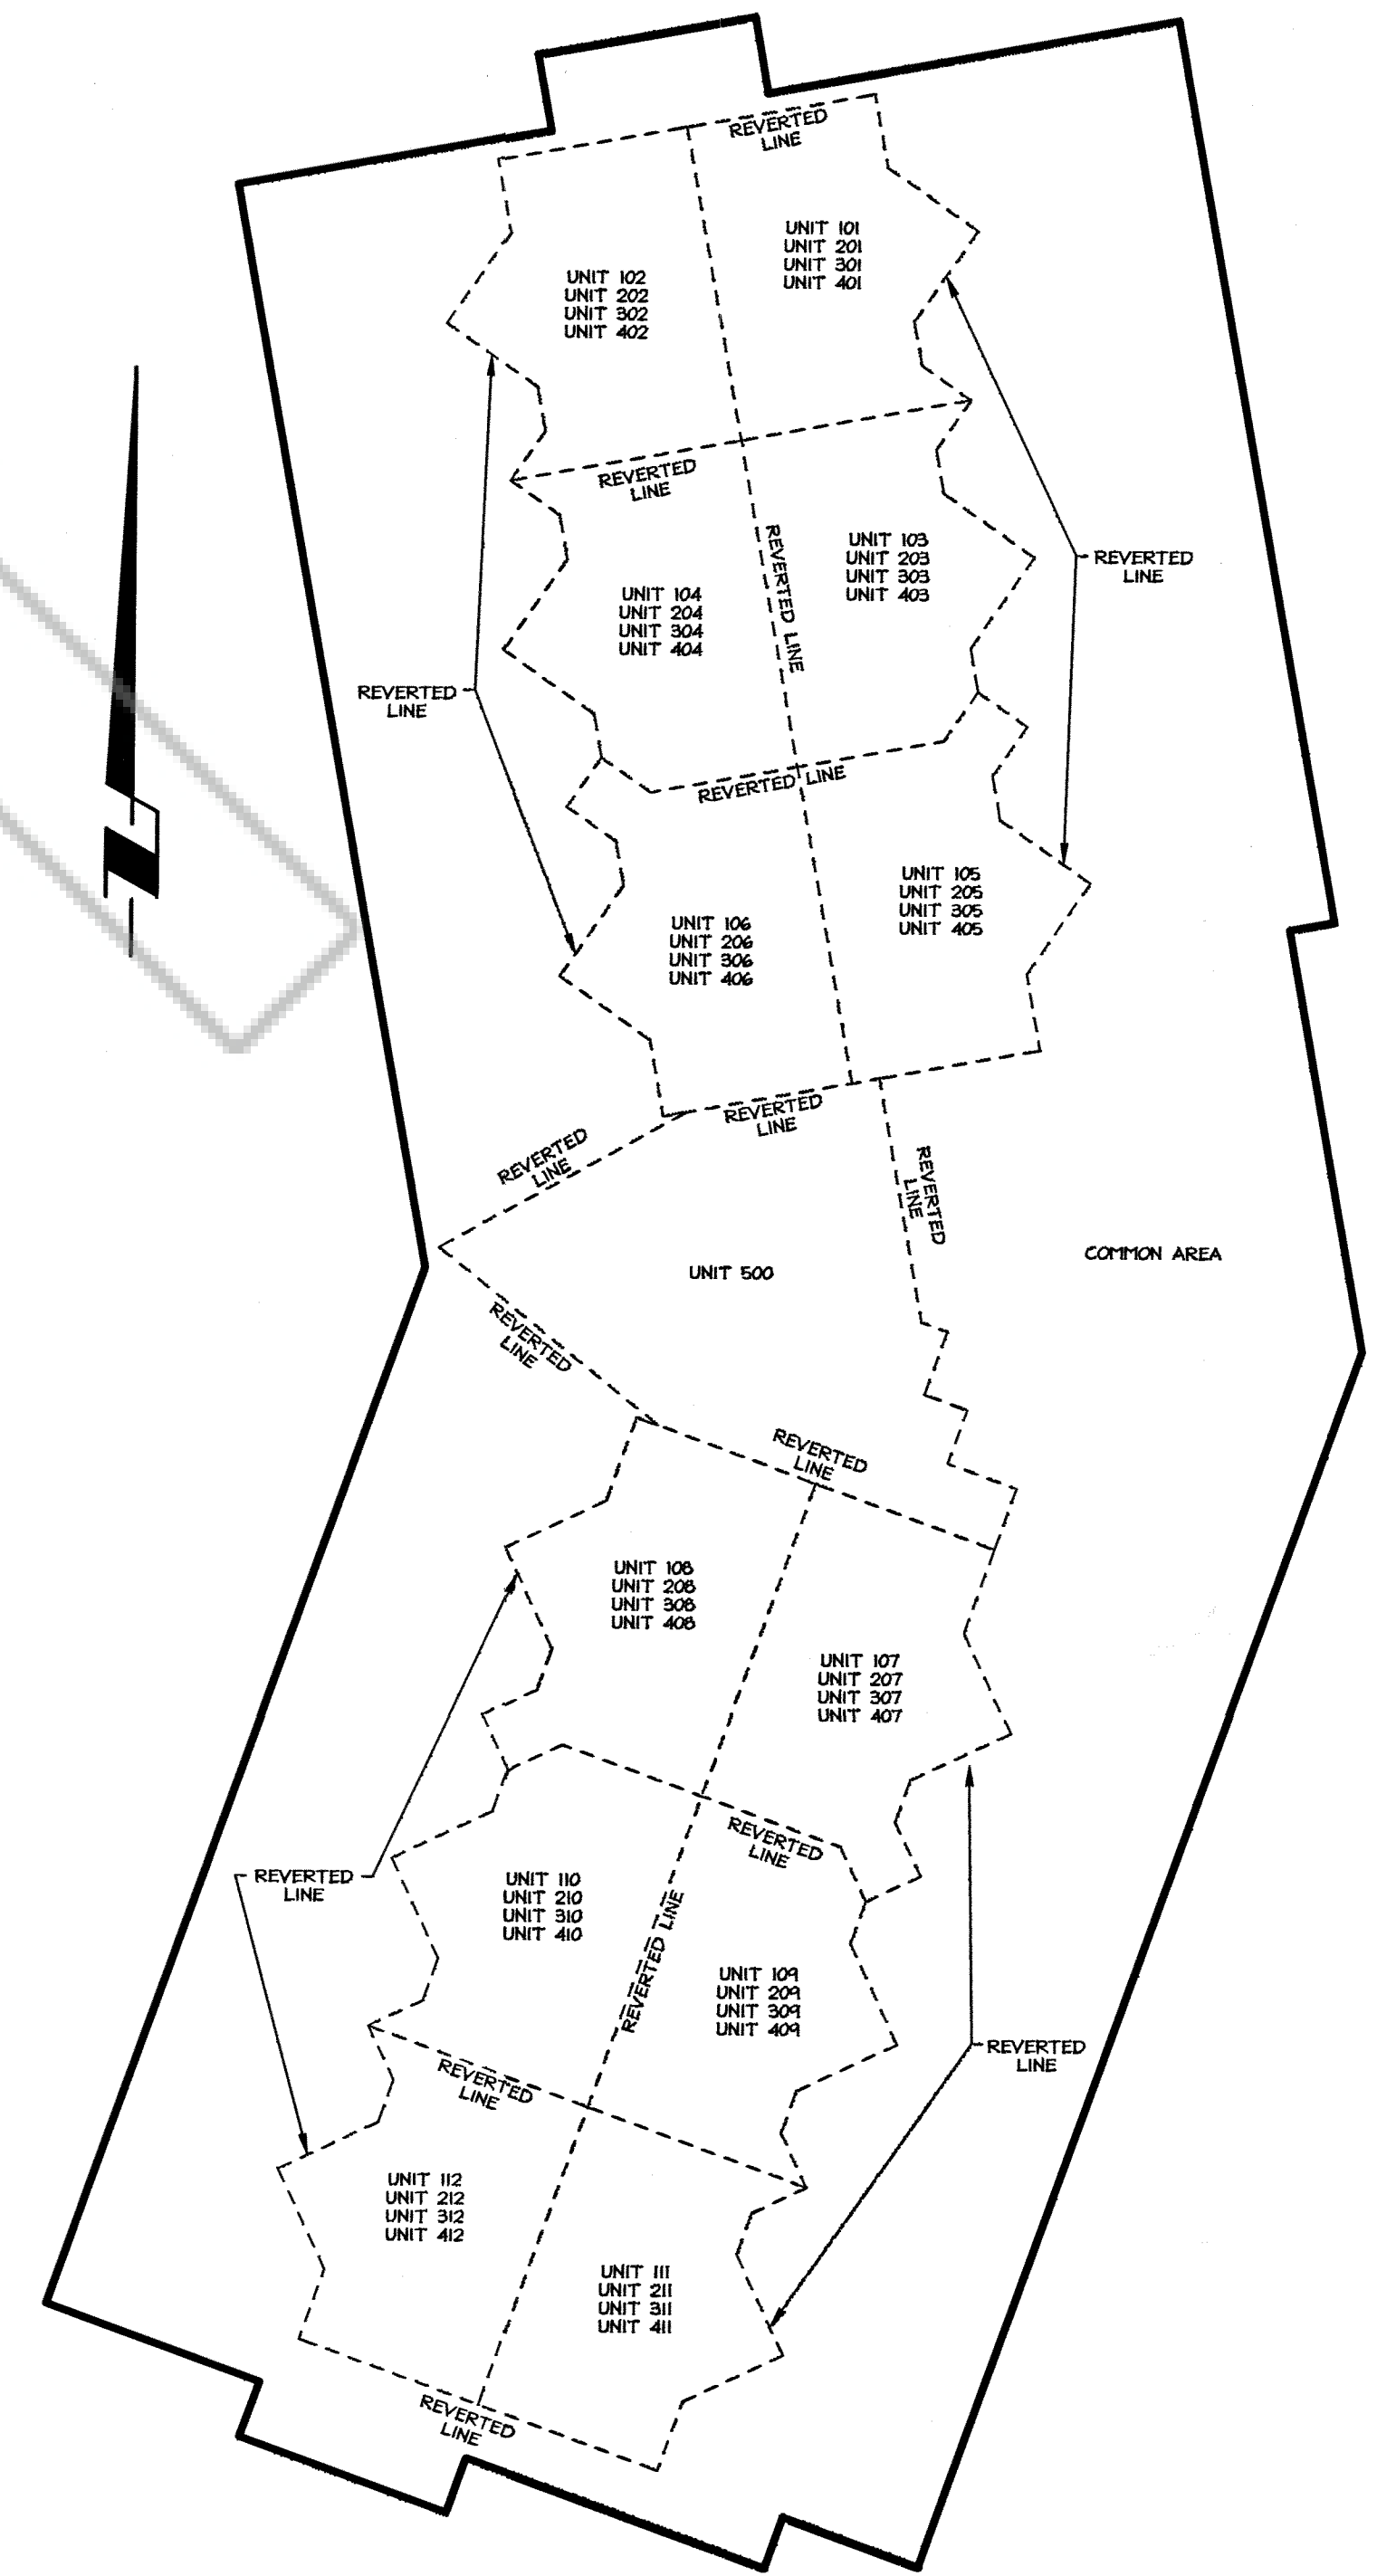 REVERTED
LINE
UNIT 101
UNIT 201
UNIT 301
UNIT 401
UNIT 102
UNIT 202
UNIT 302
UNIT 402
REVERTED
LINE
REVERTED LINE
UNIT 103
UNIT 203
UNIT 303
UNIT 403
REVERTED
LINE
UNIT 104
UNIT 204
UNIT 304
UNIT 404
REVERTED
LINE
REVERTED LINE
UNIT 105
UNIT 205
UNIT 305
UNIT 405
UNIT 106
UNIT 206
UNIT 306
UNIT 406
REVERTED
LINE
REVERTED
LINE
REVERTED
LINE
COMMON AREA
UNIT 500
REVERTED
LINE
REVERTED
LINE
UNIT 108
UNIT 208
UNIT 308
UNIT 408
UNIT 107
UNIT 207
UNIT 307
UNIT 407
REVERTED
LINE
REVERTED
LINE
UNIT 110
UNIT 210
UNIT 310
UNIT 410
REVERTED LINE
UNIT 109
UNIT 209
UNIT 309
UNIT 409
REVERTED
LINE
REVERTED
LINE
UNIT 112
UNIT 212
UNIT 312
UNIT 412
UNIT 111
UNIT 211
UNIT 311
UNIT 411
REVERTED
LINE